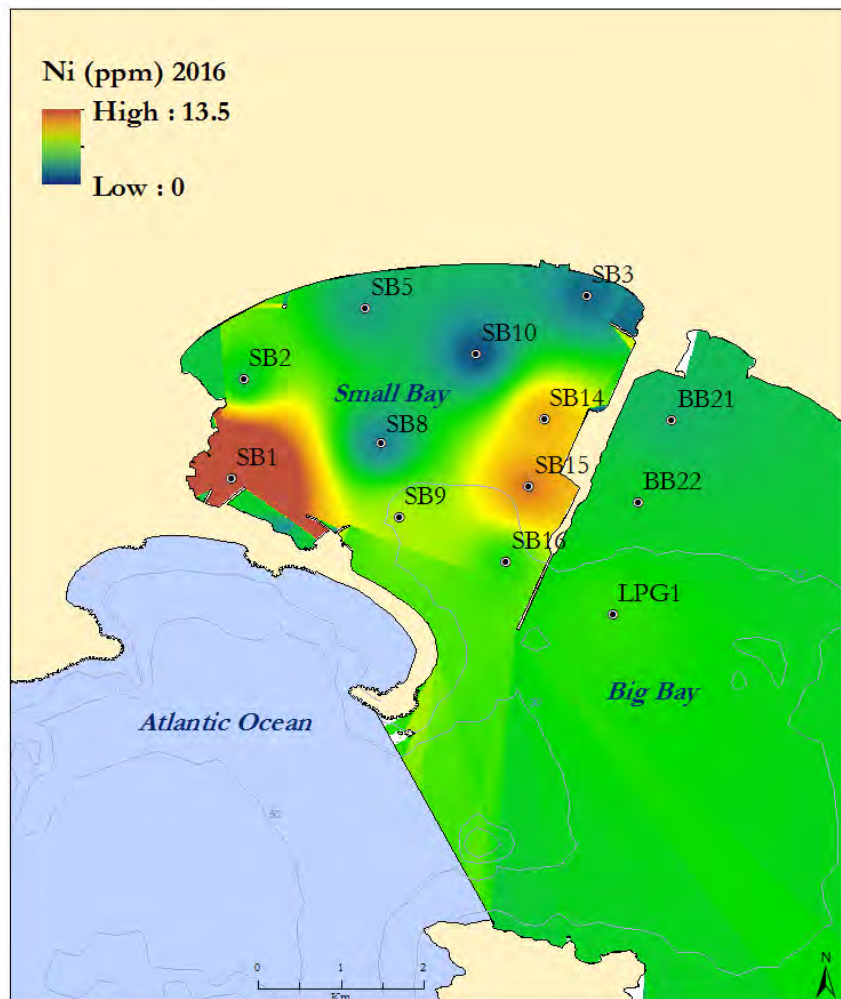 Ni (ppm) 2016
High : 13.5
Low : 0
SB3
SB5
SB10
SB2
Small Bay
SB14
BB21
SB8
SB1
SB15
BB22
SB9
SB16
LPG1
Big Bay
Atlantic Ocean
50
0 1 2
Km
N